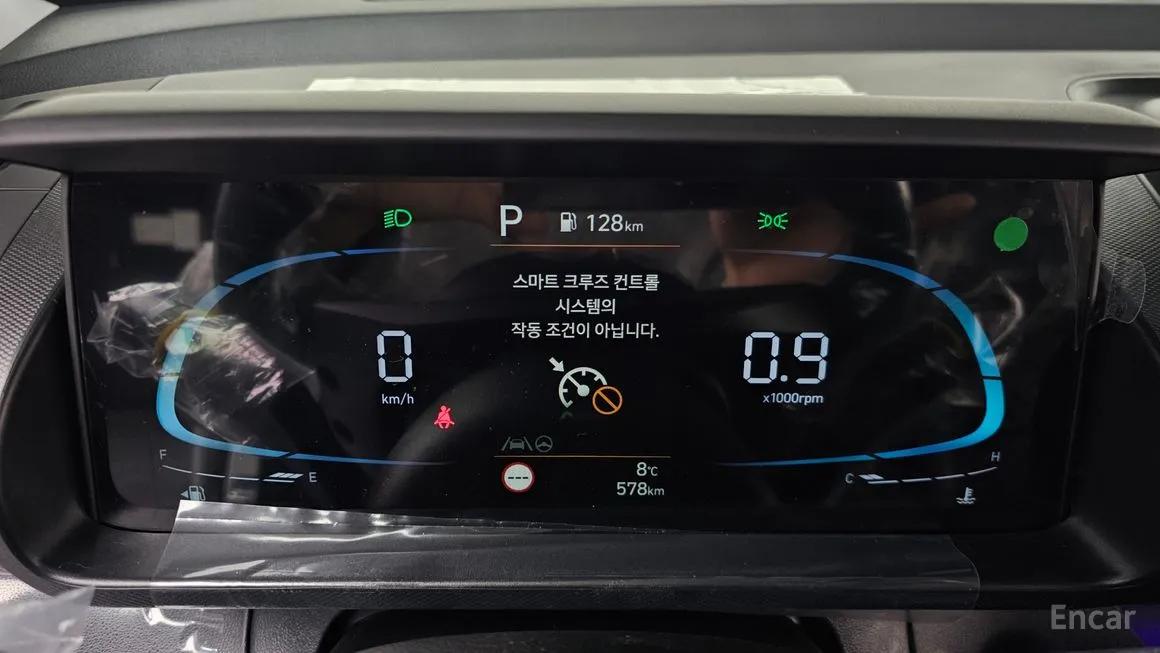 P 128km
스마트 크루즈 컨트롤
시스템의
작동 조건이 아닙니다.
0
km/h
0.9
x1000rpm
F E
C H
---
8℃
578km
Encar